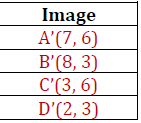 Image
A’(7, 6)
B’(8, 3)
C’(3, 6)
D’(2, 3)